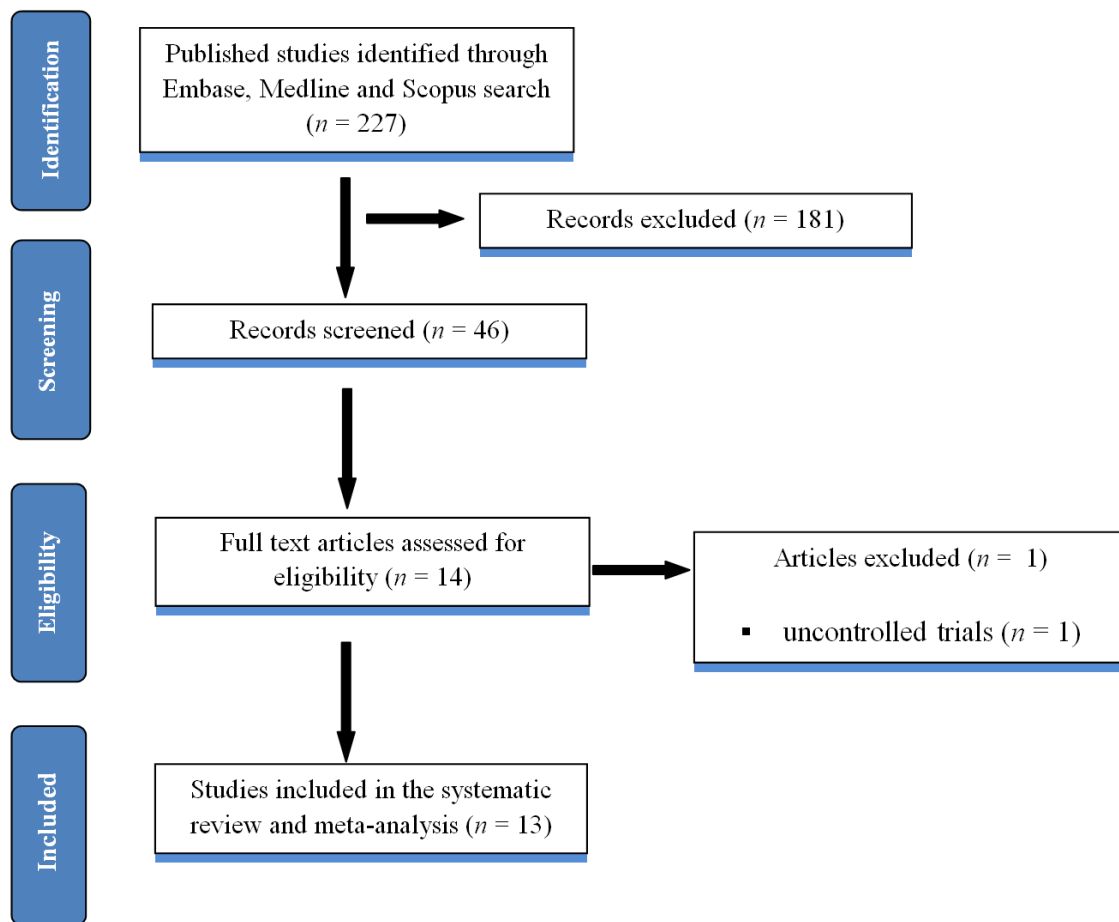 Identification
Published studies identified through
Embase, Medline and Scopus search
(n = 227)
Records excluded (n = 181)
Screening
Records screened (n = 46)
Eligibility
Full text articles assessed for
eligibility (n = 14)
Articles excluded (n = 1)
▪ uncontrolled trials (n = 1)
Included
Studies included in the systematic
review and meta-analysis (n = 13)